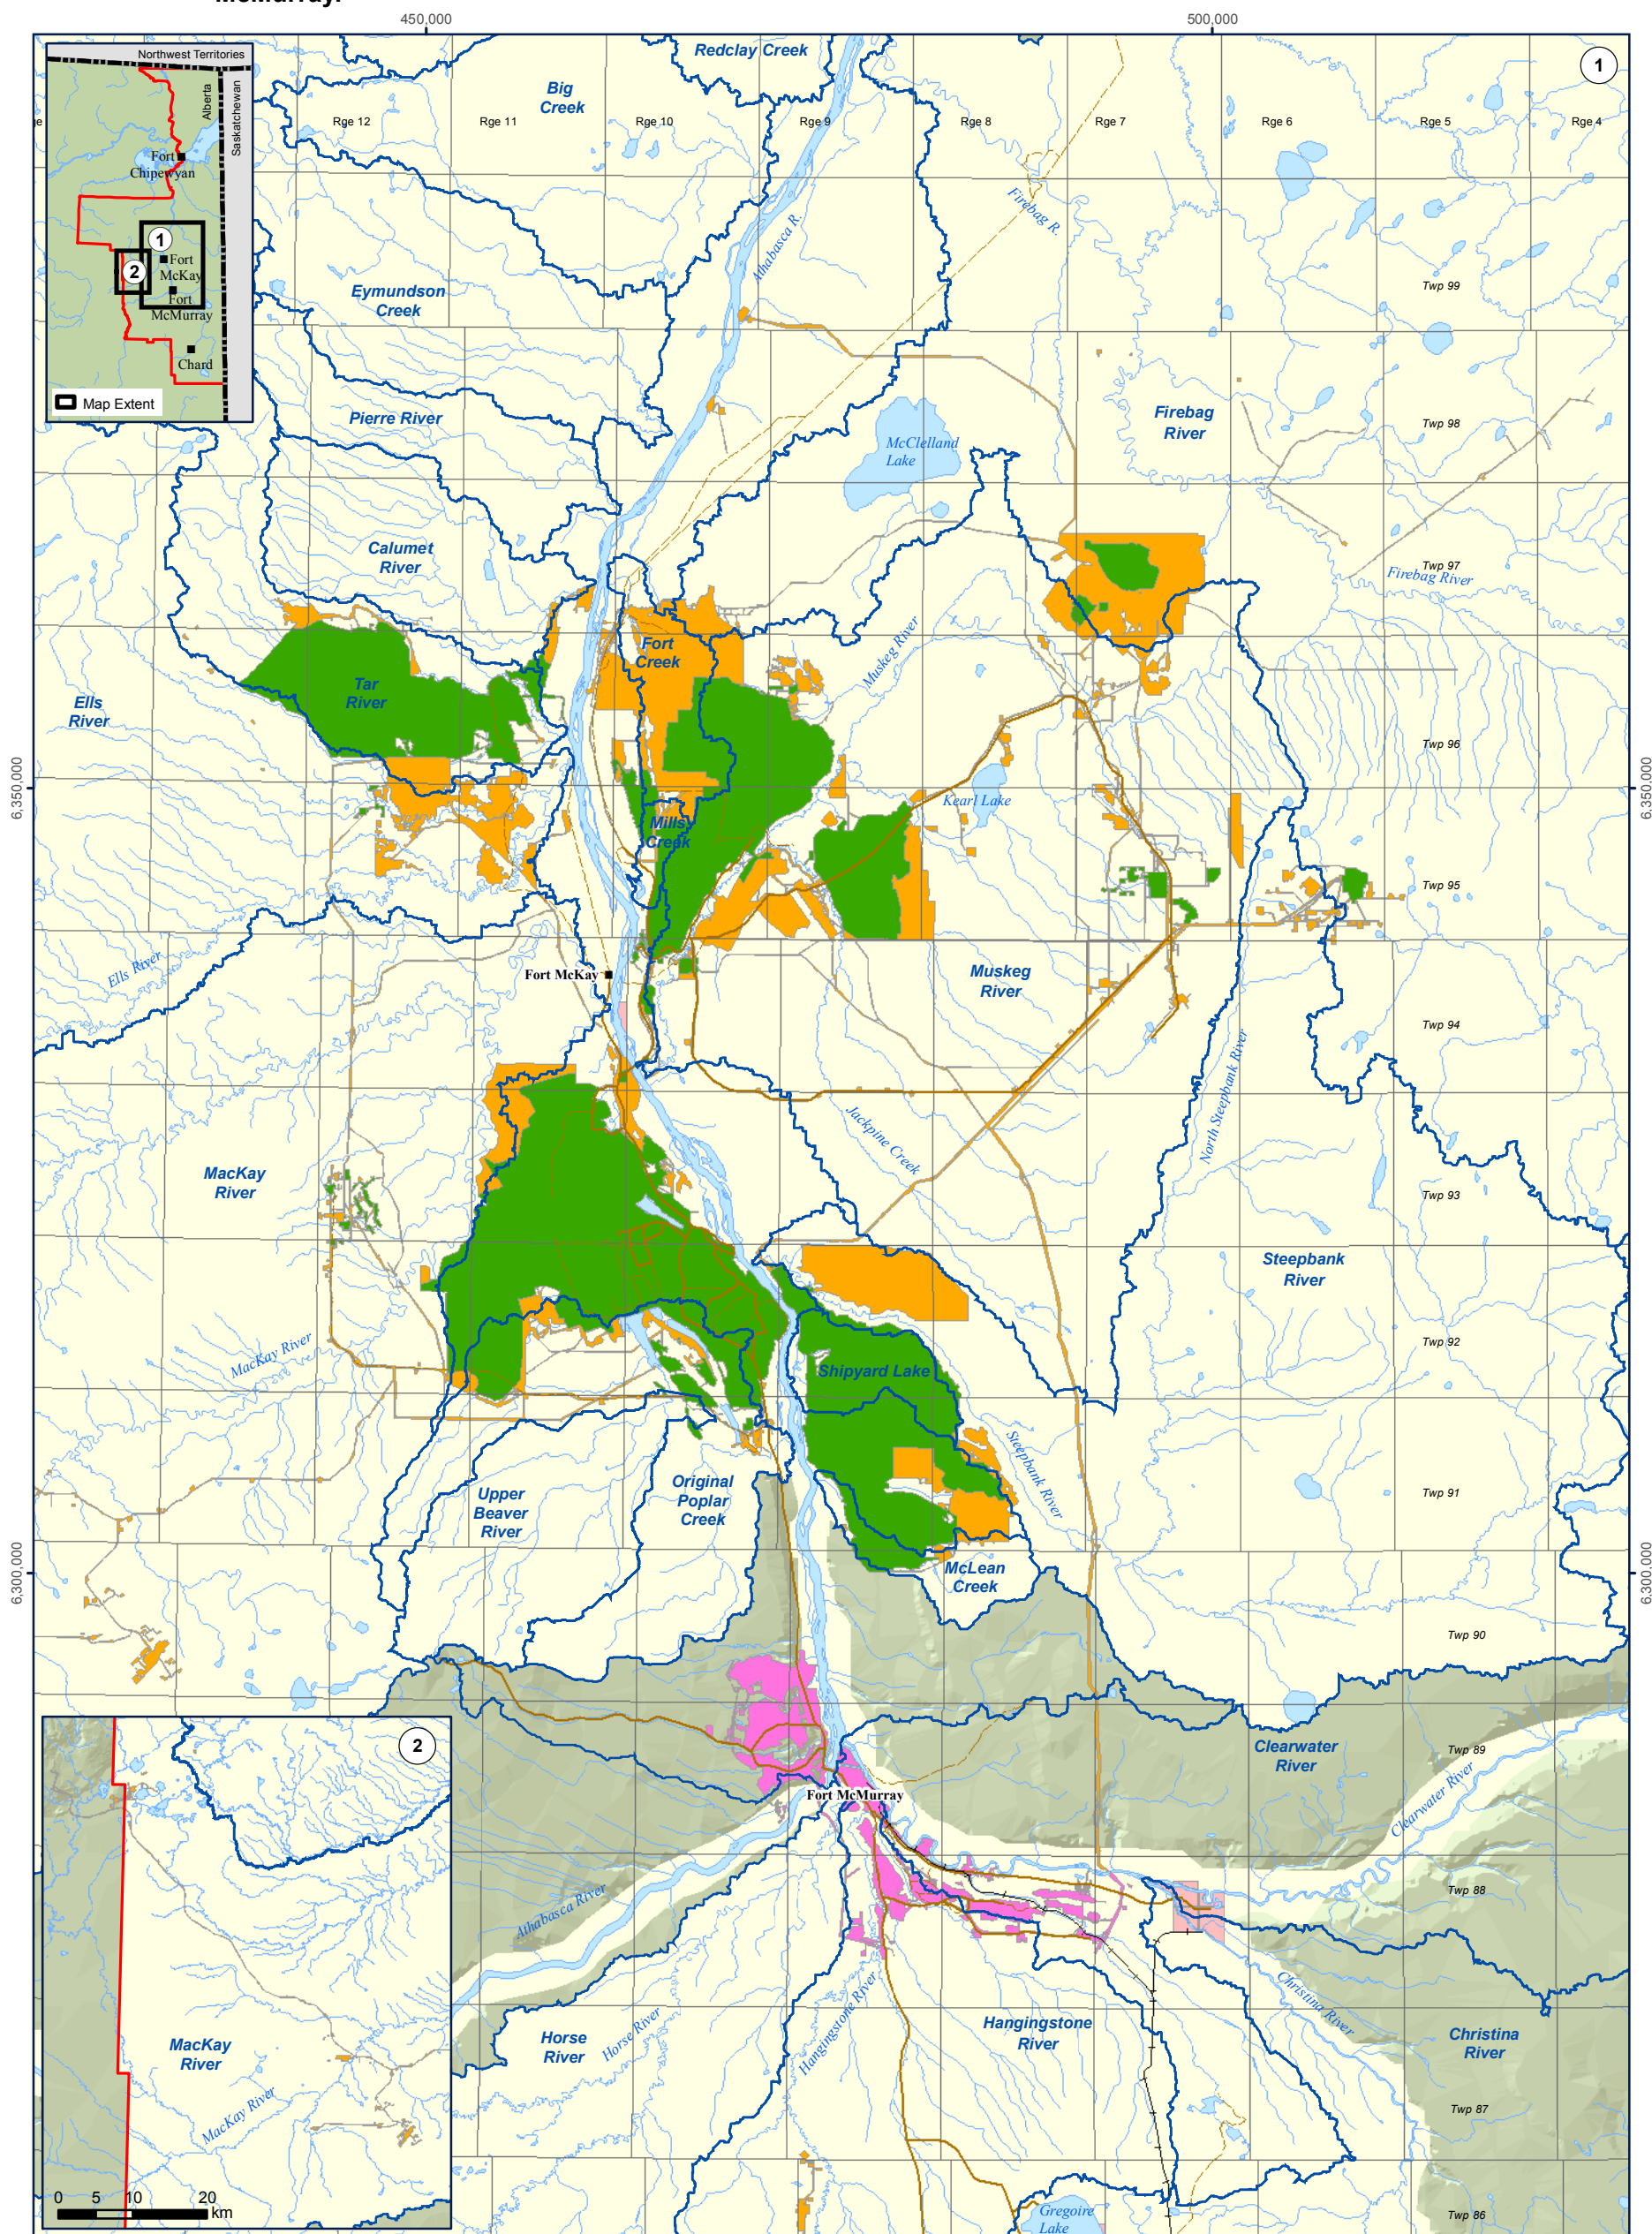 McMurray.
450,000
500,000
Northwest Territories
Alberta
Saskatchewan
Fort
Chipewyan
1
2
Fort
McKay
Fort
McMurray
Chard
Map Extent
1
Redclay Creek
Big
Creek
Rge 12
Rge 11
Rge 10
Rge 9
Rge 8
Rge 7
Rge 6
Rge 5
Rge 4
Athabasca R.
Firebag R.
Eymundson
Creek
Twp 99
Pierre River
McClelland
Lake
Firebag
River
Twp 98
Calumet
River
Twp 97
Firebag River
Fort
Creek
Muskeg River
Tar
River
Ells
River
Twp 96
6,350,000
6,350,000
Kearl Lake
Mills
Creek
Twp 95
Ells River
Fort McKay
Muskeg
River
Twp 94
North Steepbank River
Jackpine Creek
MacKay
River
Twp 93
Steepbank
River
MacKay River
Twp 92
Shipyard Lake
Steepbank River
Upper
Beaver
River
Original
Poplar
Creek
Twp 91
McLean
Creek
6,300,000
6,300,000
Twp 90
Clearwater
River
Twp 89
Clearwater River
Fort McMurray
Twp 88
Athabasca River
Christina River
Horse
River
Horse River
Hangingstone River
Hangingstone
River
Christina
River
Twp 87
Twp 86
Gregoire
Lake
2
MacKay
River
MacKay River
0 5 10 20
km